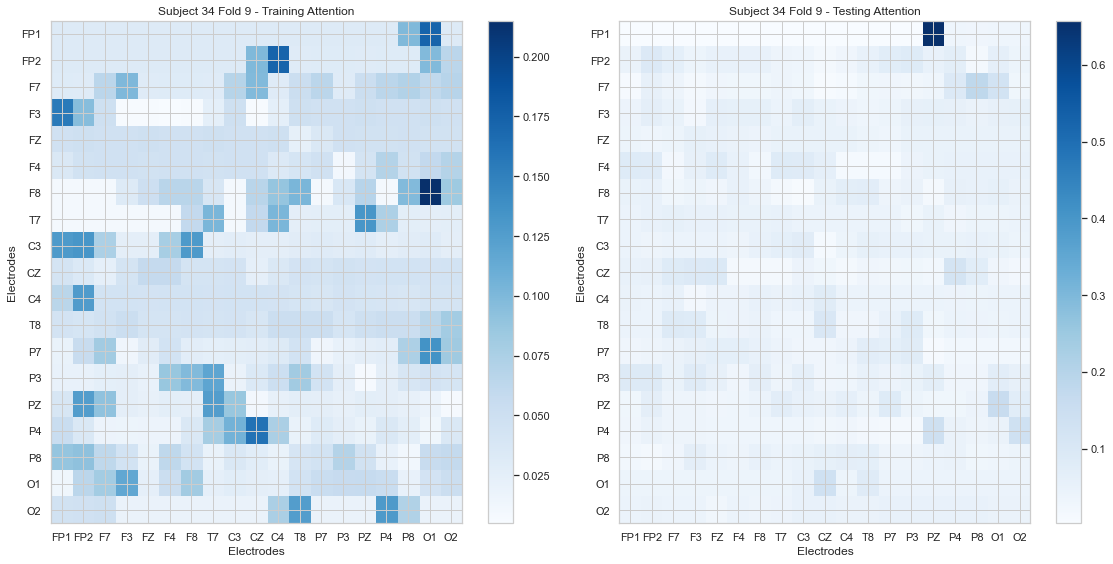 Subject 34 Fold 9 - Training Attention
FP1
FP2
F7
F3
FZ
F4
F8
T7
C3
CZ
C4
T8
P7
P3
PZ
P4
P8
O1
O2
Electrodes
FP1 FP2 F7 F3 FZ F4 F8 T7 C3 CZ C4 T8 P7 P3 PZ P4 P8 O1 O2
Electrodes
0.200
0.175
0.150
0.125
0.100
0.075
0.050
0.025
Subject 34 Fold 9 - Testing Attention
FP1
FP2
F7
F3
FZ
F4
F8
T7
C3
CZ
C4
T8
P7
P3
PZ
P4
P8
O1
O2
Electrodes
FP1 FP2 F7 F3 FZ F4 F8 T7 C3 CZ C4 T8 P7 P3 PZ P4 P8 O1 O2
Electrodes
0.6
0.5
0.4
0.3
0.2
0.1